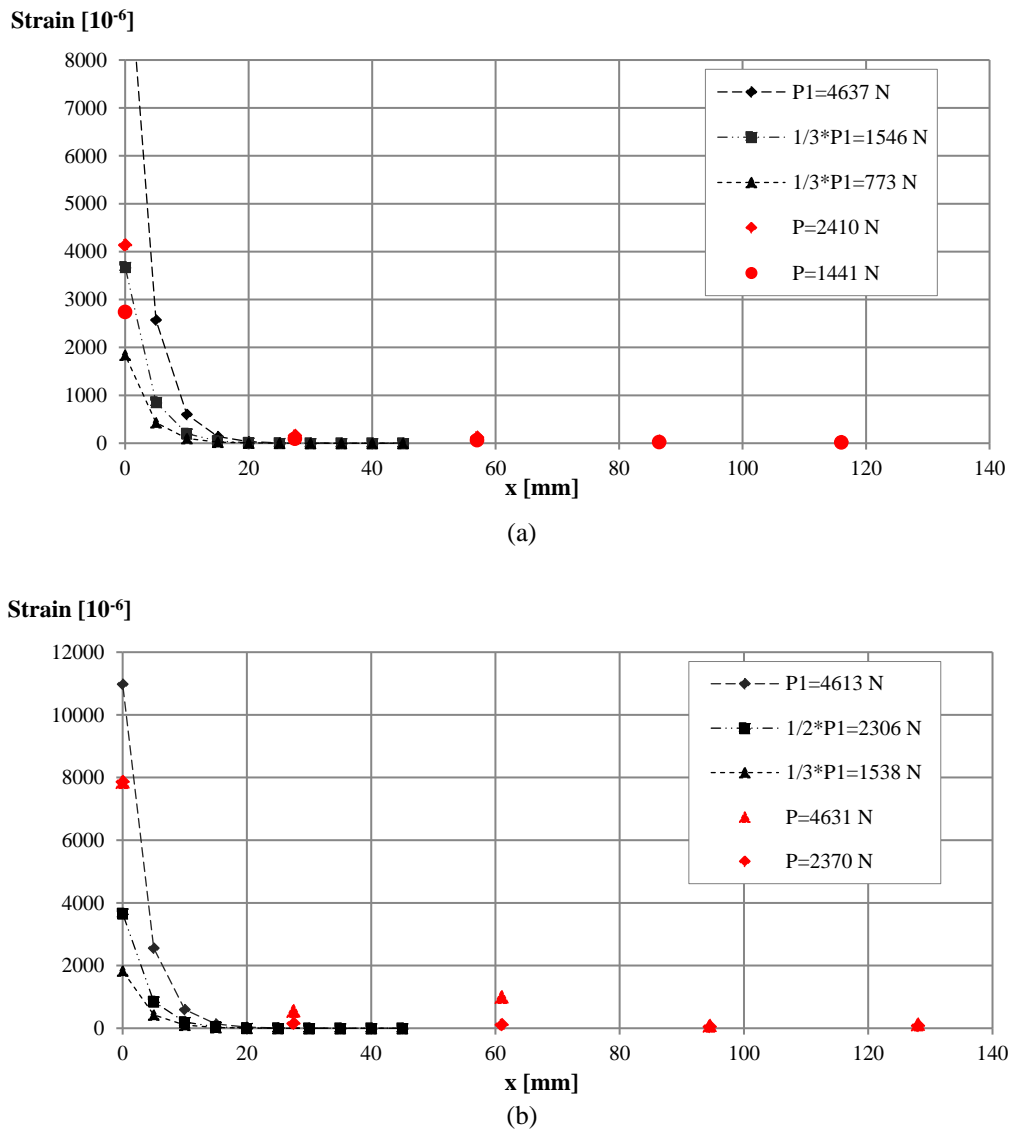 Strain [10-6]
8000
7000
6000
5000
4000
3000
2000
1000
0
0 20 40 60 80 100 120 140
x [mm]
P1=4637 N
1/3*P1=1546 N
1/3*P1=773 N
P=2410 N
P=1441 N
(a)
Strain [10-6]
12000
10000
8000
6000
4000
2000
0
0 20 40 60 80 100 120 140
x [mm]
P1=4613 N
1/2*P1=2306 N
1/3*P1=1538 N
P=4631 N
P=2370 N
(b)